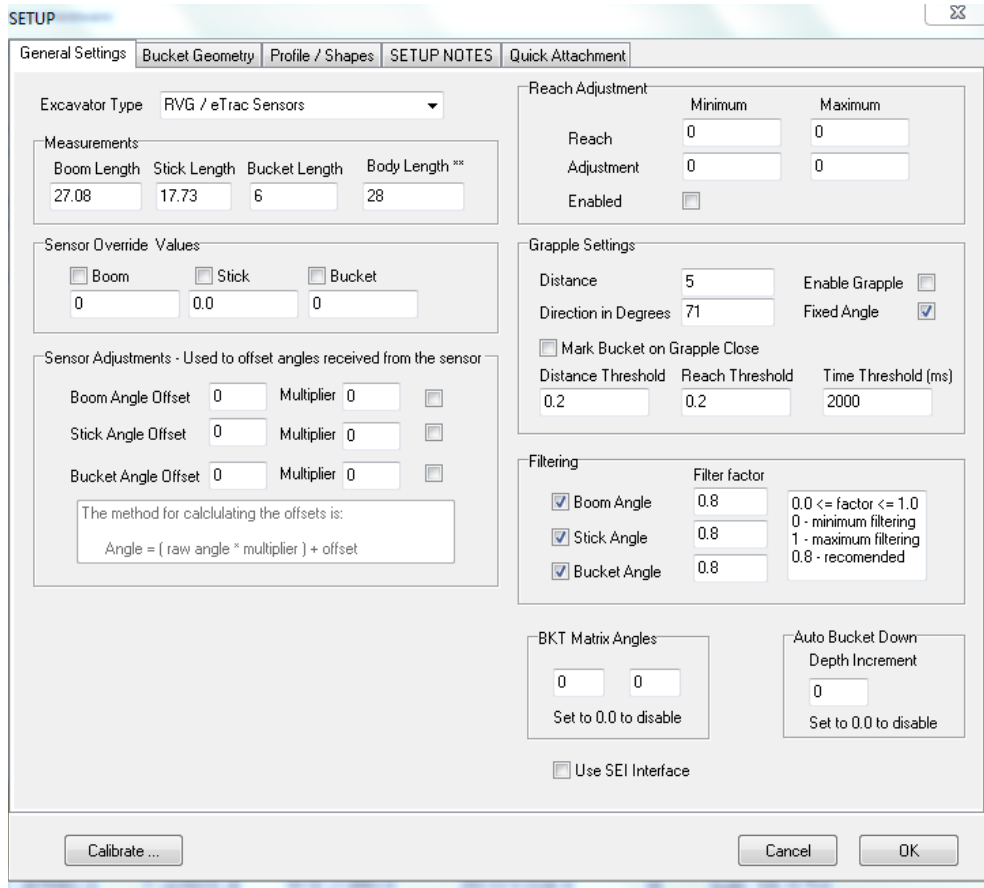 SETUP
General Settings
Bucket Geometry
Profile / Shapes
SETUP NOTES
Quick Attachment
Excavator Type
RVG / eTrac Sensors
Measurements
Boom Length Stick Length Bucket Length Body Length **
27.08 17.73 6 28
Sensor Override Values
Boom Stick Bucket
0 0.0 0
Sensor Adjustments - Used to offset angles received from the sensor
Boom Angle Offset 0 Multiplier 0
Stick Angle Offset 0 Multiplier 0
Bucket Angle Offset 0 Multiplier 0
The method for calclulating the offsets is:
Angle = ( raw angle * multiplier ) + offset
Reach Adjustment
Minimum Maximum
Reach 0 0
Adjustment 0 0
Enabled
Grapple Settings
Distance 5 Enable Grapple
Direction in Degrees 71 Fixed Angle
Mark Bucket on Grapple Close
Distance Threshold Reach Threshold Time Threshold (ms)
0.2 0.2 2000
Filtering
Filter factor
Boom Angle 0.8
Stick Angle 0.8
Bucket Angle 0.8
0.0 <= factor <= 1.0
0 - minimum filtering
1 - maximum filtering
0.8 - recomended
BKT Matrix Angles
0 0
Set to 0.0 to disable
Auto Bucket Down
Depth Increment
0
Set to 0.0 to disable
Use SEI Interface
Calibrate ...
Cancel
OK